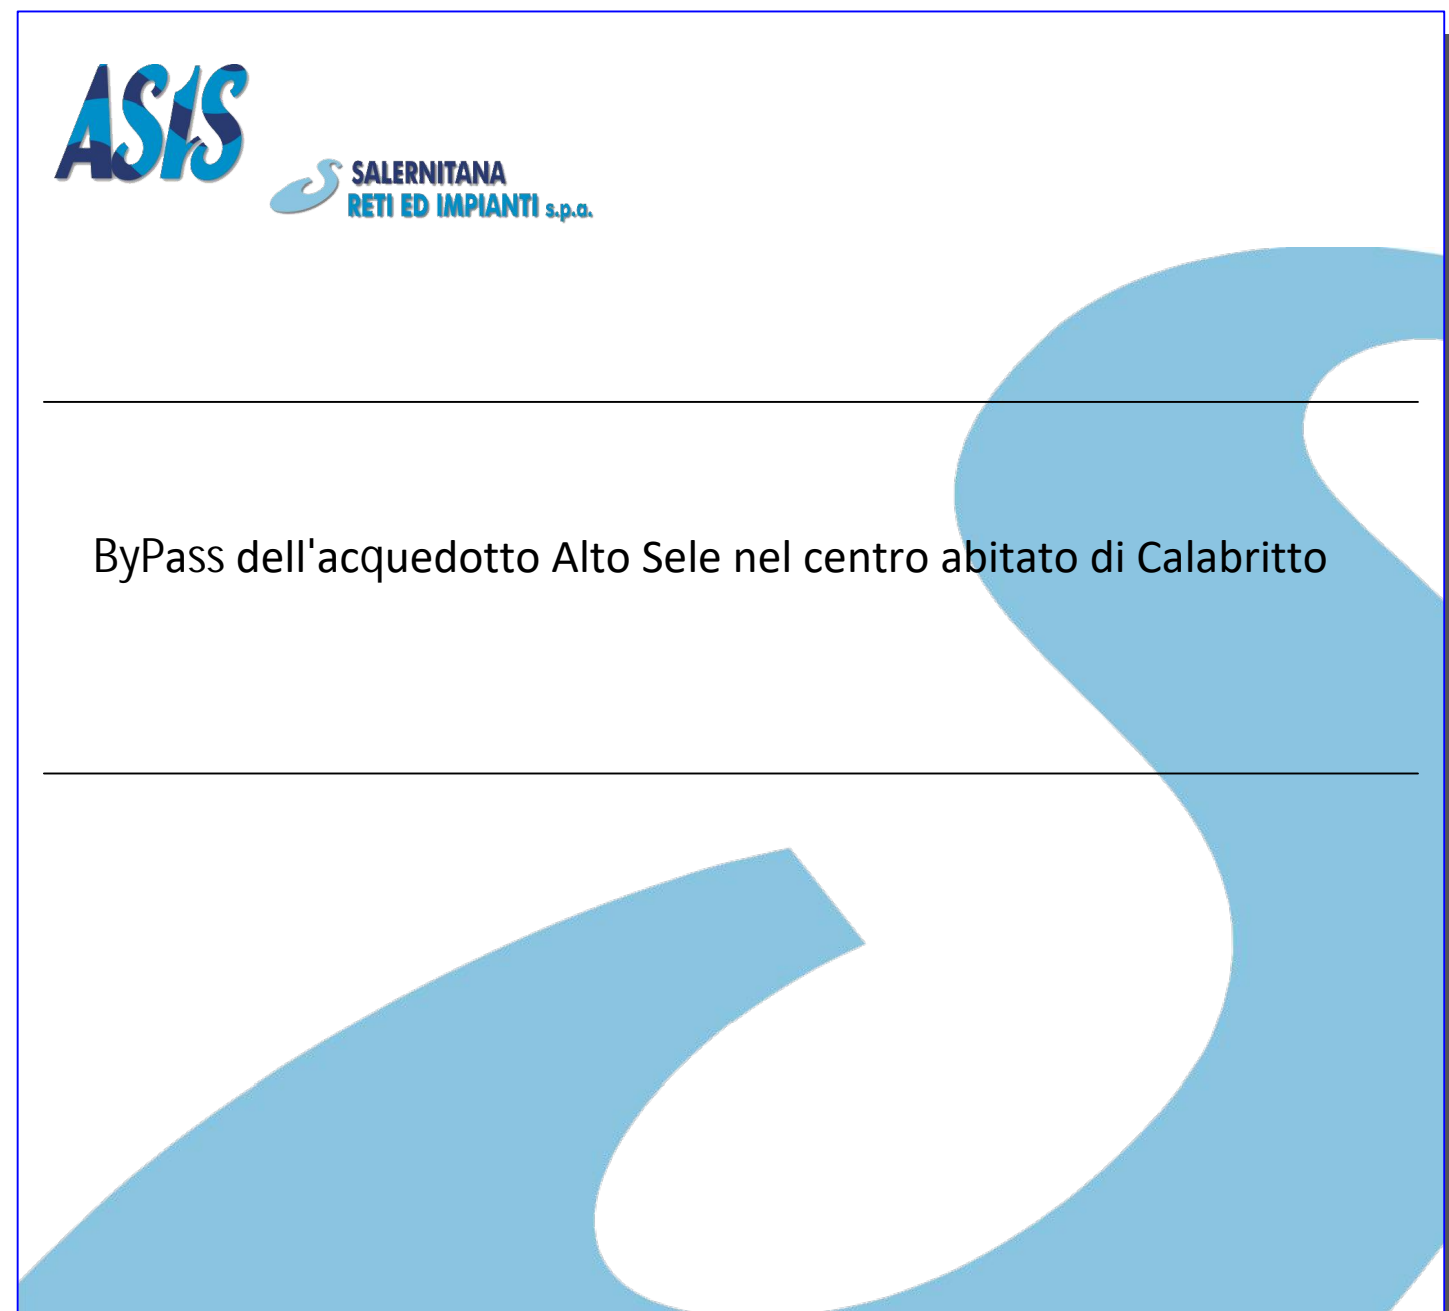 ASIS
SALERNITANA
RETI ED IMPIANTI s.p.a.
ByPass dell'acquedotto Alto Sele nel centro abitato di Calabritto